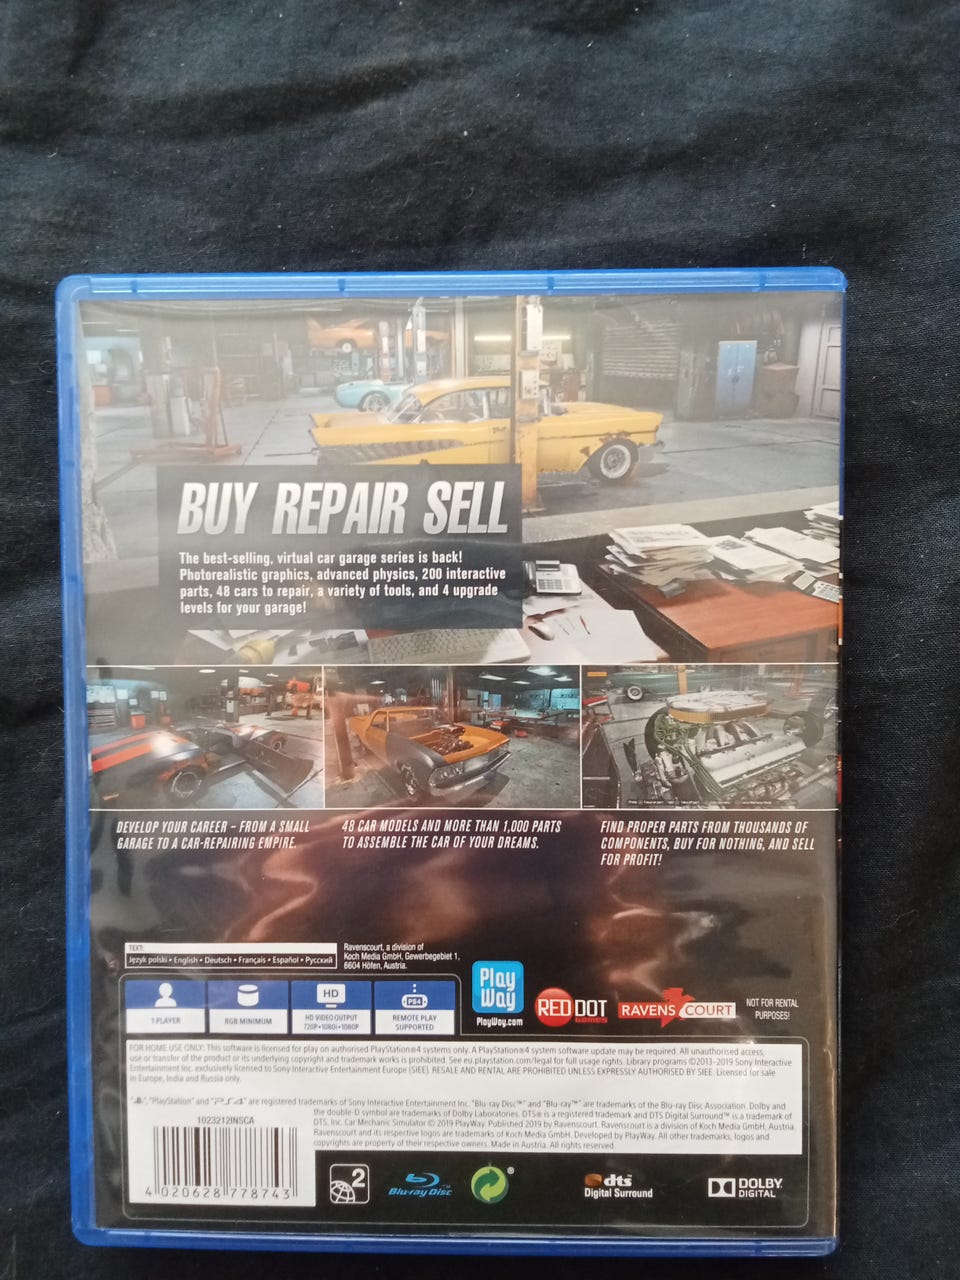 BUY REPAIR SELL
The best-selling, virtual car garage series is back!
Photorealistic graphics, advanced physics, 200 interactive
parts, 48 cars to repair, a variety of tools, and 4 upgrade
levels for your garage!
DEVELOP YOUR CAREER – FROM A SMALL
GARAGE TO A CAR-REPAIRING EMPIRE.
48 CAR MODELS AND MORE THAN 1,000 PARTS
TO ASSEMBLE THE CAR OF YOUR DREAMS.
FIND PROPER PARTS FROM THOUSANDS OF
COMPONENTS, BUY FOR NOTHING, AND SELL
FOR PROFIT!
TEXT:
Język polski • English • Deutsch • Français • Español • Русский
Ravenscourt, a division of
Koch Media GmbH, Gewerbegebiet 1,
6604 Höfen, Austria.
1 PLAYER
8GB MINIMUM
HD
HD VIDEO OUTPUT
720P•1080i•1080P
PS4
REMOTE PLAY
SUPPORTED
Play
Way
PlayWay.com
RED DOT
GAMES
RAVENS COURT
NOT FOR RENTAL
PURPOSES!
FOR HOME USE ONLY: This software is licensed for play on authorised PlayStation®4 systems only. A PlayStation®4 system software update may be required. All unauthorised access,
use or transfer of the product or its underlying copyright and trademark works is prohibited. See eu.playstation.com/legal for full usage rights. Library programs ©2013-2019 Sony Interactive
Entertainment Inc. exclusively licensed to Sony Interactive Entertainment Europe (SIEE). RESALE AND RENTAL ARE PROHIBITED UNLESS EXPRESSLY AUTHORISED BY SIEE. Licensed for sale
in Europe, India and Russia only.
"PlayStation" and "PS4" are registered trademarks of Sony Interactive Entertainment Inc. "Blu-ray Disc™" and "Blu-ray™" are trademarks of the Blu-ray Disc Association. Dolby and
the double-D symbol are trademarks of Dolby Laboratories. DTS® is a registered trademark and DTS Digital Surround™ is a trademark of
DTS, Inc. Car Mechanic Simulator © 2019 PlayWay. Published 2019 by Ravenscourt. Ravenscourt is a division of Koch Media GmbH, Austria.
Ravenscourt and its respective logos are trademarks of Koch Media GmbH. Developed by PlayWay. All other trademarks, logos and
copyrights are property of their respective owners. Made in Austria. All rights reserved.
1023212INSCA
4 020628 778743
2
Blu-ray Disc™
®
dts
Digital Surround
DOLBY
DIGITAL